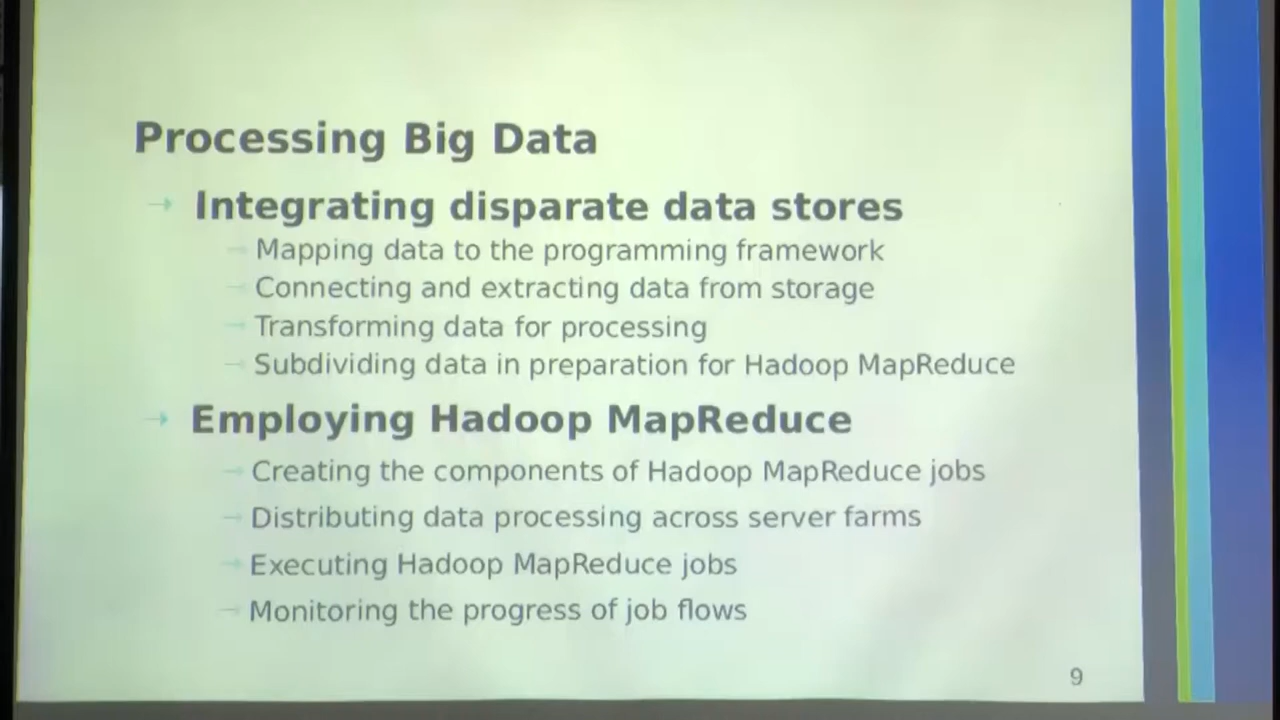 Processing Big Data
→ Integrating disparate data stores
→ Mapping data to the programming framework
→ Connecting and extracting data from storage
→ Transforming data for processing
→ Subdividing data in preparation for Hadoop MapReduce
→ Employing Hadoop MapReduce
→ Creating the components of Hadoop MapReduce jobs
→ Distributing data processing across server farms
→ Executing Hadoop MapReduce jobs
→ Monitoring the progress of job flows
9